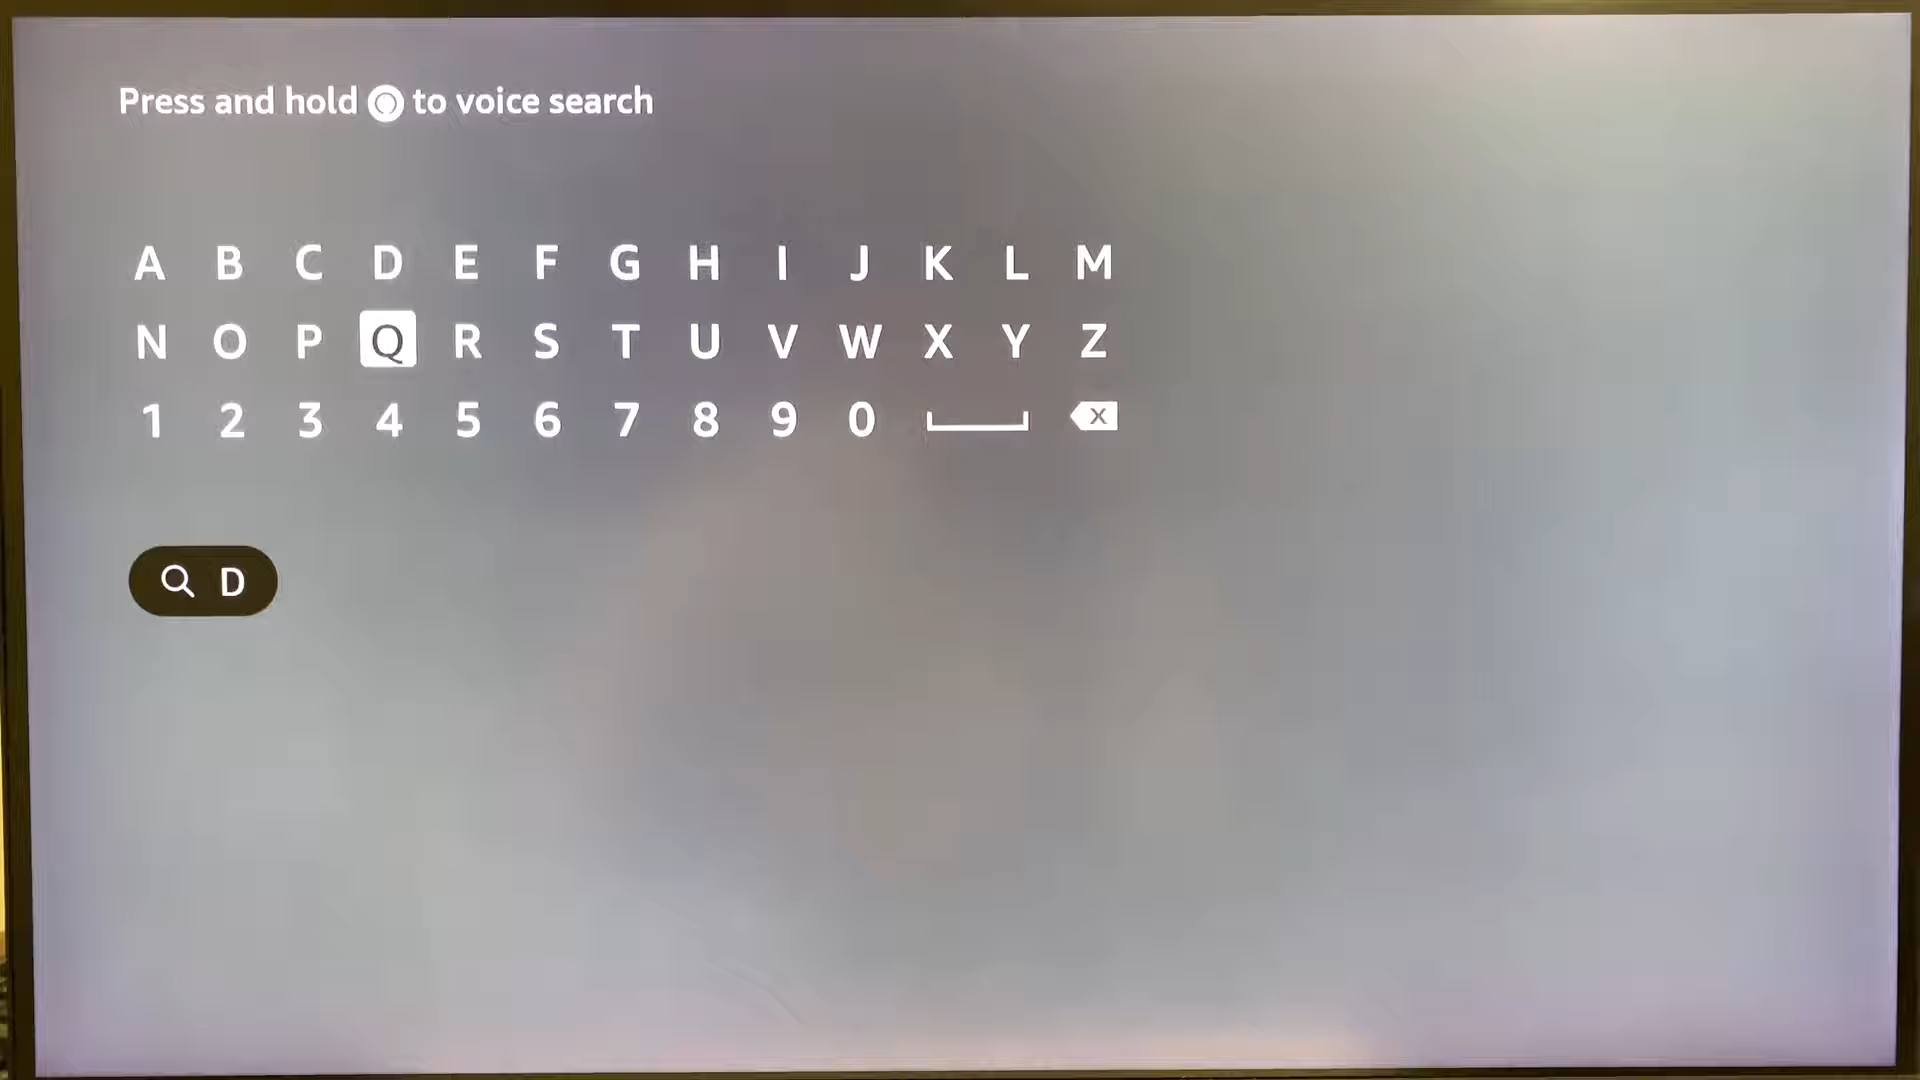 Press and hold to voice search
A B C D E F G H I J K L M
N O P Q R S T U V W X Y Z
1 2 3 4 5 6 7 8 9 0
D